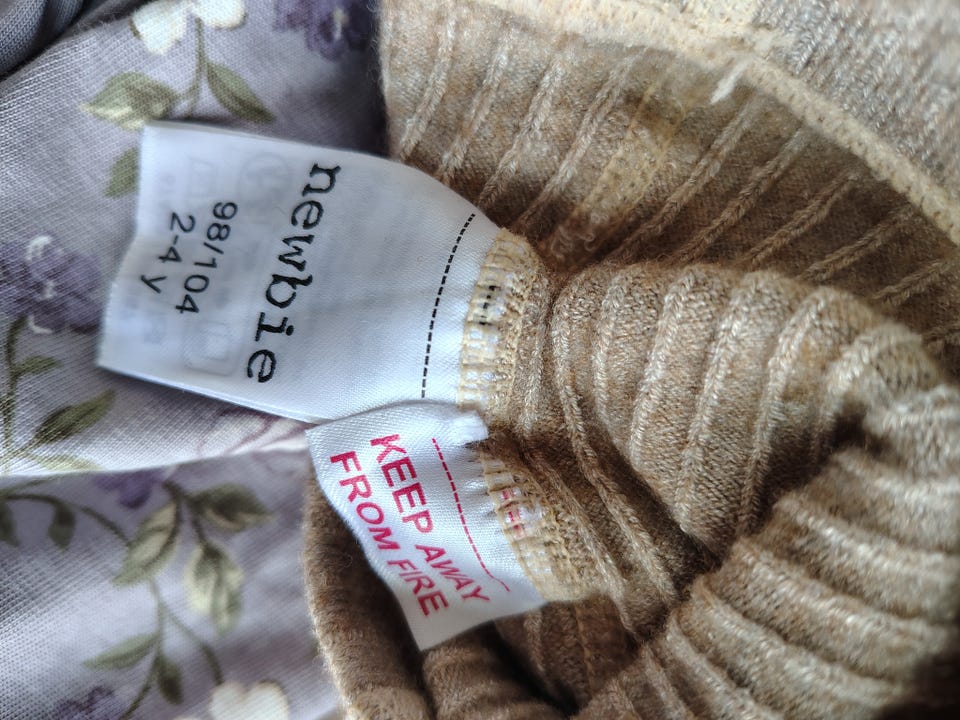 newbie
98/104
2-4 y
KEEP AWAY
FROM FIRE